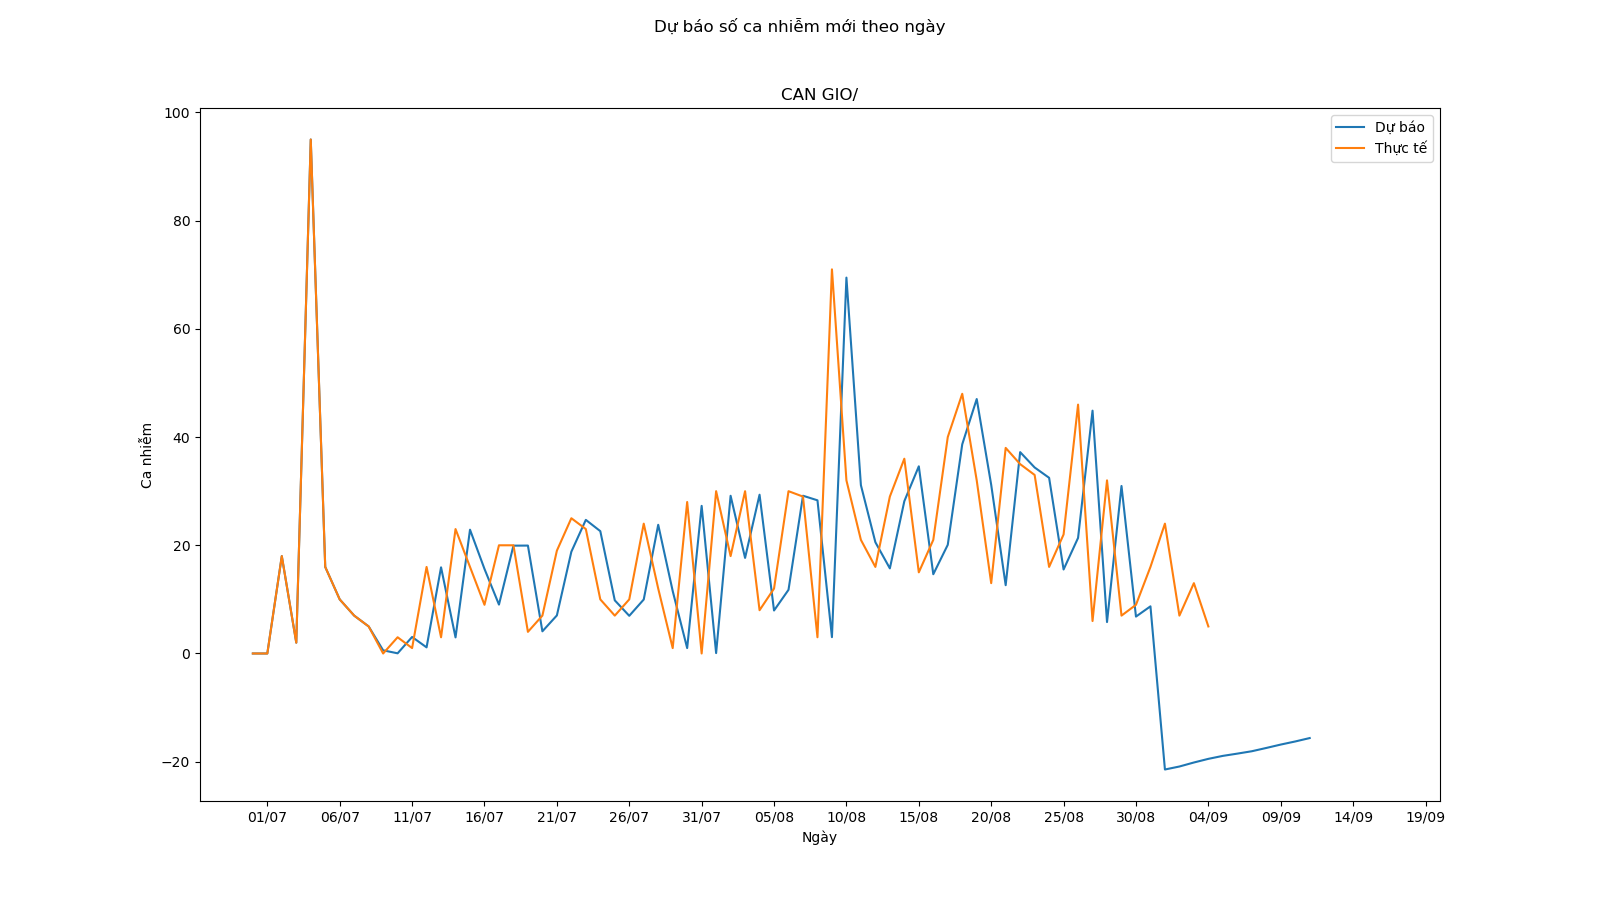 Dự báo số ca nhiễm mới theo ngày
CAN GIO/
Dự báo
Thực tế
Ca nhiễm
100
80
60
40
20
0
−20
01/07 06/07 11/07 16/07 21/07 26/07 31/07 05/08 10/08 15/08 20/08 25/08 30/08 04/09 09/09 14/09 19/09
Ngày